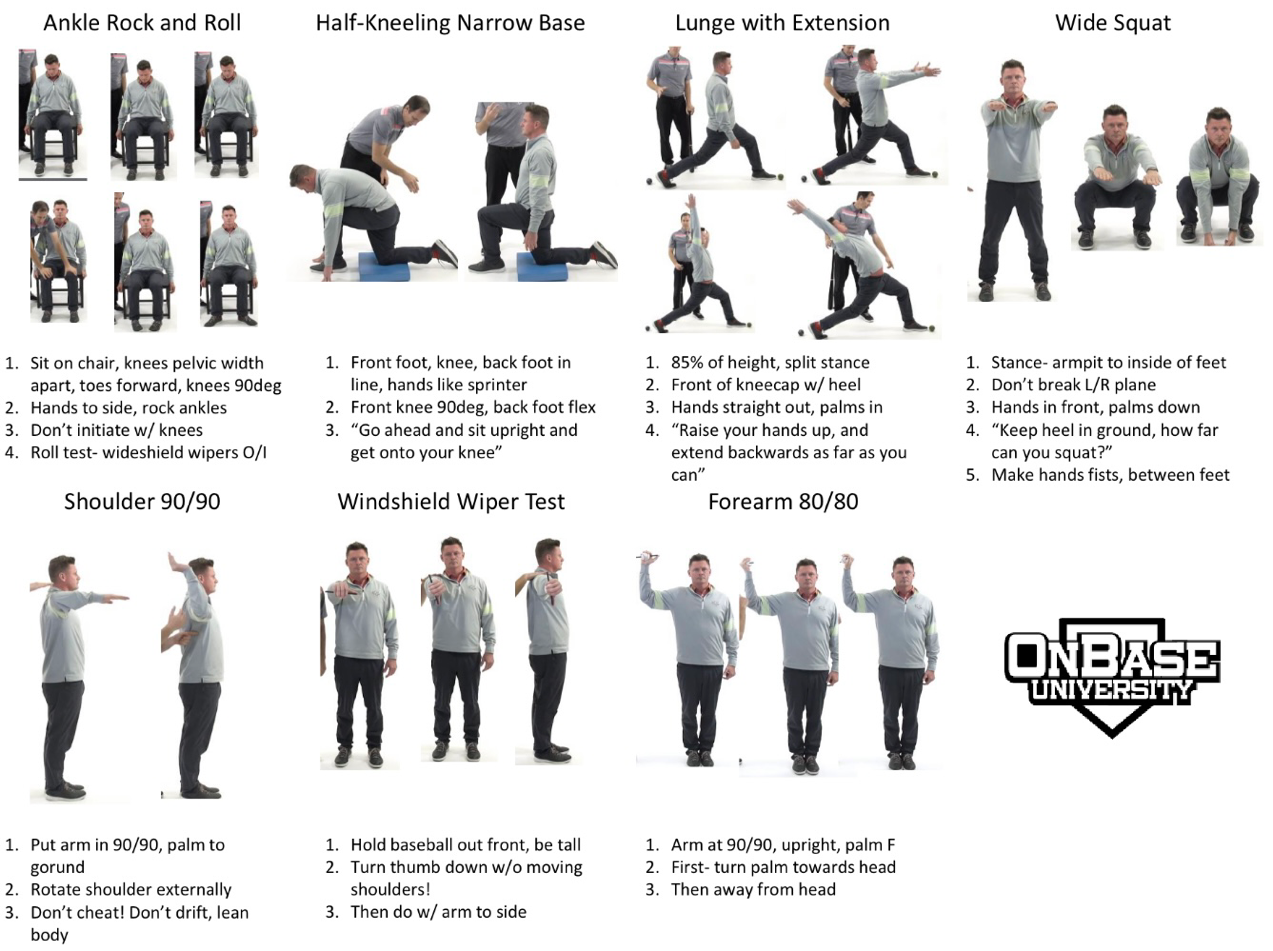 Ankle Rock and Roll
1. Sit on chair, knees pelvic width
apart, toes forward, knees 90deg
2. Hands to side, rock ankles
3. Don't initiate w/ knees
4. Roll test- wideshield wipers O/I
Half-Kneeling Narrow Base
1. Front foot, knee, back foot in
line, hands like sprinter
2. Front knee 90deg, back foot flex
3. “Go ahead and sit upright and
get onto your knee”
Lunge with Extension
1. 85% of height, split stance
2. Front of kneecap w/ heel
3. Hands straight out, palms in
4. “Raise your hands up, and
extend backwards as far as you
can”
Wide Squat
1. Stance- armpit to inside of feet
2. Don't break L/R plane
3. Hands in front, palms down
4. “Keep heel in ground, how far
can you squat?”
5. Make hands fists, between feet
Shoulder 90/90
1. Put arm in 90/90, palm to
gorund
2. Rotate shoulder externally
3. Don't cheat! Don't drift, lean
body
Windshield Wiper Test
1. Hold baseball out front, be tall
2. Turn thumb down w/o moving
shoulders!
3. Then do w/ arm to side
Forearm 80/80
1. Arm at 90/90, upright, palm F
2. First- turn palm towards head
3. Then away from head
ONBASE
UNIVERSITY